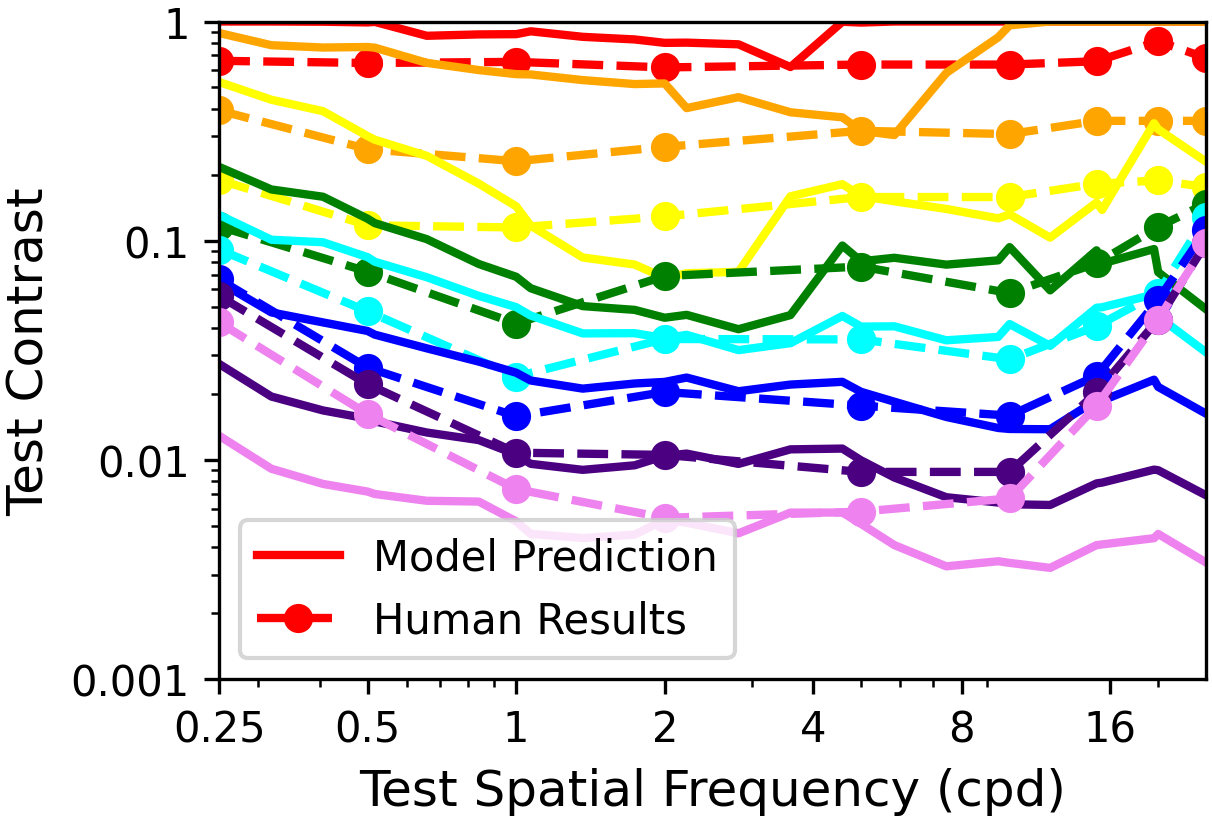 1
0.1
0.01
0.001
Test Contrast
Model Prediction
Human Results
0.25 0.5 1 2 4 8 16
Test Spatial Frequency (cpd)